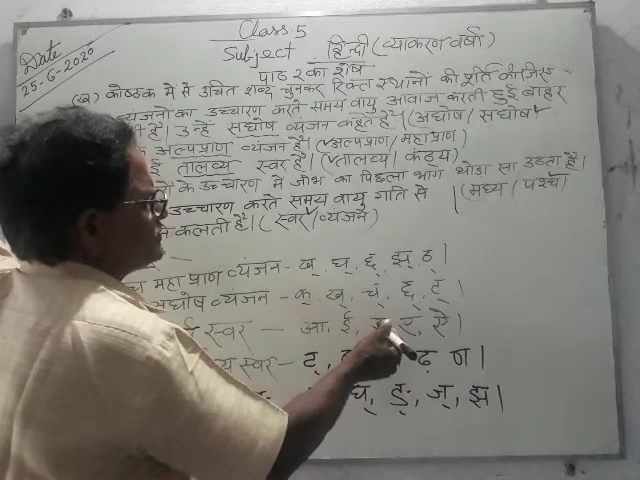 Date
25-6-2020
Class 5
Subject हिन्दी (व्याकरण वर्षा)
पाठ 2 का शेष
(ख) कोष्ठक में से उचित शब्द चुनकर रिक्त स्थानों की पूर्ति कीजिए
व्यंजनों का उच्चारण करते समय वायु आवाज करती हुई बाहर
है। उन्हें सघोष व्यंजन कहते हैं। (अघोष / सघोष)
अल्पप्राण व्यंजन है। (अल्पप्राण / महाप्राण)
ई तालव्य स्वर है। (तालव्य / कंठ्य)
के उच्चारण में जीभ का पिछला भाग थोड़ा सा उठता है।
(मध्य / पश्च)
उच्चारण करते समय वायु गति से
कलती है। (स्वर / व्यंजन)
महा प्राण व्यंजन - ख्, घ्, छ्, झ्, ठ्।
घोष व्यंजन - क्, ख्, च्, छ्, ट्।
स्वर - आ, ई, ए, ऐ।
स्वर - ट्, ढ़ ण।
घ्, ङ्, ज्, झ।